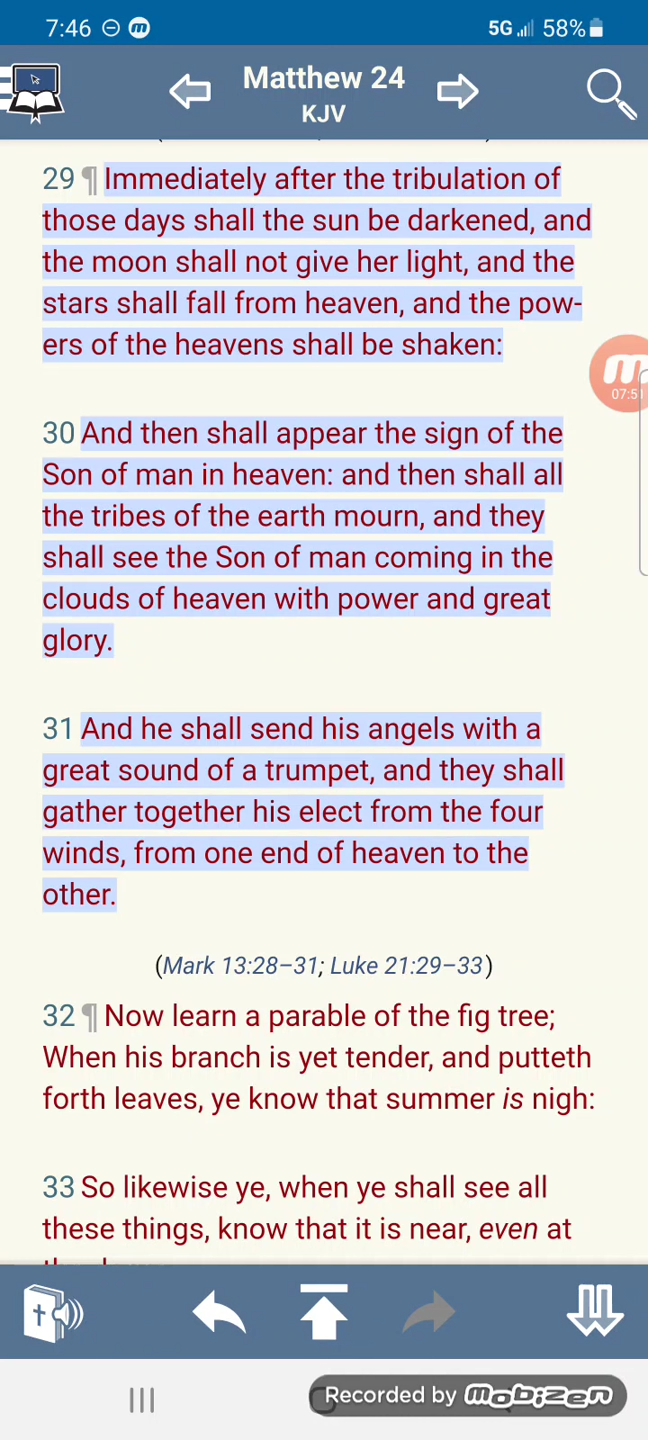 7:46
5G 58%
Matthew 24
KJV
29 ¶ Immediately after the tribulation of
those days shall the sun be darkened, and
the moon shall not give her light, and the
stars shall fall from heaven, and the pow-
ers of the heavens shall be shaken:
07:51
30 And then shall appear the sign of the
Son of man in heaven: and then shall all
the tribes of the earth mourn, and they
shall see the Son of man coming in the
clouds of heaven with power and great
glory.
31 And he shall send his angels with a
great sound of a trumpet, and they shall
gather together his elect from the four
winds, from one end of heaven to the
other.
(Mark 13:28–31; Luke 21:29–33)
32 ¶ Now learn a parable of the fig tree;
When his branch is yet tender, and putteth
forth leaves, ye know that summer is nigh:
33 So likewise ye, when ye shall see all
these things, know that it is near, even at
Recorded by mobizen